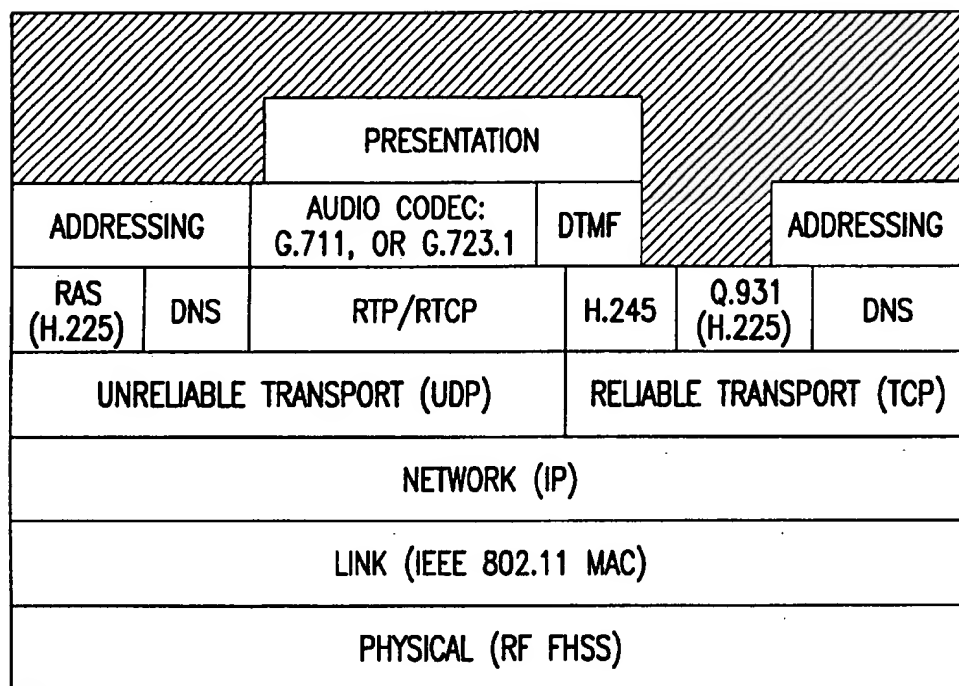 PRESENTATION
ADDRESSING
AUDIO CODEC:
G.711, OR G.723.1
DTMF
ADDRESSING
RAS
(H.225)
DNS
RTP/RTCP
H.245
Q.931
(H.225)
DNS
UNRELIABLE TRANSPORT (UDP)
RELIABLE TRANSPORT (TCP)
NETWORK (IP)
LINK (IEEE 802.11 MAC)
PHYSICAL (RF FHSS)